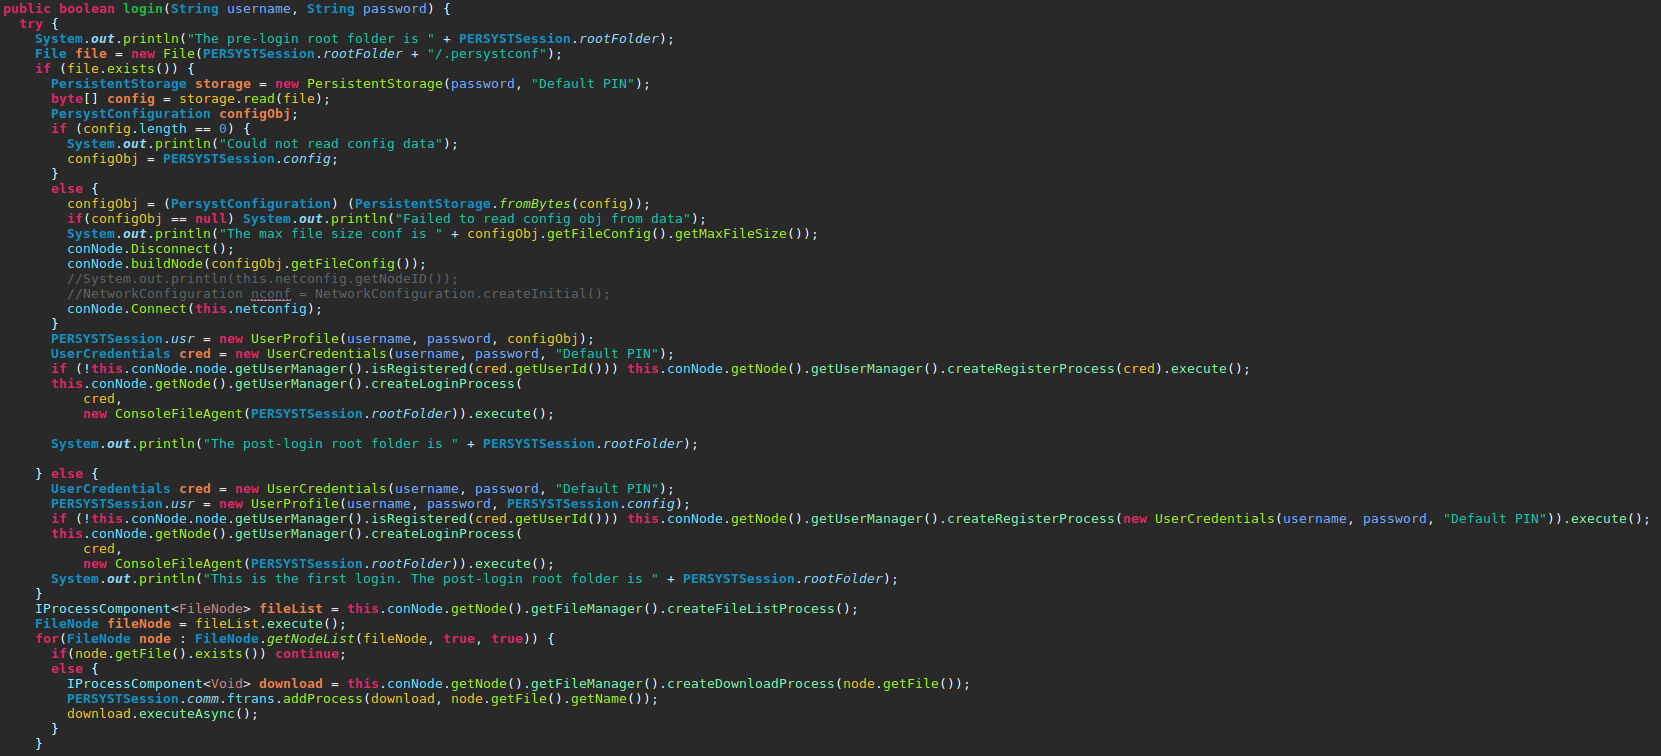 public boolean login(String username, String password) {
  try {
    System.out.println("The pre-login root folder is " + PERSYSTSession.rootFolder);
    File file = new File(PERSYSTSession.rootFolder + "/.persystconf");
    if (file.exists()) {
      PersistentStorage storage = new PersistentStorage(password, "Default PIN");
      byte[] config = storage.read(file);
      PersystConfiguration configObj;
      if (config.length == 0) {
        System.out.println("Could not read config data");
        configObj = PERSYSTSession.config;
      }
      else {
        configObj = (PersystConfiguration) (PersistentStorage.fromBytes(config));
        if(configObj == null) System.out.println("Failed to read config obj from data");
        System.out.println("The max file size conf is " + configObj.getFileConfig().getMaxFileSize());
        conNode.Disconnect();
        conNode.buildNode(configObj.getFileConfig());
        //System.out.println(this.netconfig.getNodeID());
        //NetworkConfiguration nconf = NetworkConfiguration.createInitial();
        conNode.Connect(this.netconfig);
      }
      PERSYSTSession.usr = new UserProfile(username, password, configObj);
      UserCredentials cred = new UserCredentials(username, password, "Default PIN");
      if (!this.conNode.node.getUserManager().isRegistered(cred.getUserId())) this.conNode.getNode().getUserManager().createRegisterProcess(cred).execute();
      this.conNode.getNode().getUserManager().createLoginProcess(
          cred,
          new ConsoleFileAgent(PERSYSTSession.rootFolder)).execute();
      System.out.println("The post-login root folder is " + PERSYSTSession.rootFolder);
    } else {
      UserCredentials cred = new UserCredentials(username, password, "Default PIN");
      PERSYSTSession.usr = new UserProfile(username, password, PERSYSTSession.config);
      if (!this.conNode.node.getUserManager().isRegistered(cred.getUserId())) this.conNode.getNode().getUserManager().createRegisterProcess(new UserCredentials(username, password, "Default PIN")).execute();
      this.conNode.getNode().getUserManager().createLoginProcess(
          cred,
          new ConsoleFileAgent(PERSYSTSession.rootFolder)).execute();
      System.out.println("This is the first login. The post-login root folder is " + PERSYSTSession.rootFolder);
    }
    IProcessComponent<FileNode> fileList = this.conNode.getNode().getFileManager().createFileListProcess();
    FileNode fileNode = fileList.execute();
    for(FileNode node : FileNode.getNodeList(fileNode, true, true)) {
      if(node.getFile().exists()) continue;
      else {
        IProcessComponent<Void> download = this.conNode.getNode().getFileManager().createDownloadProcess(node.getFile());
        PERSYSTSession.comm.ftrans.addProcess(download, node.getFile().getName());
        download.executeAsync();
      }
    }